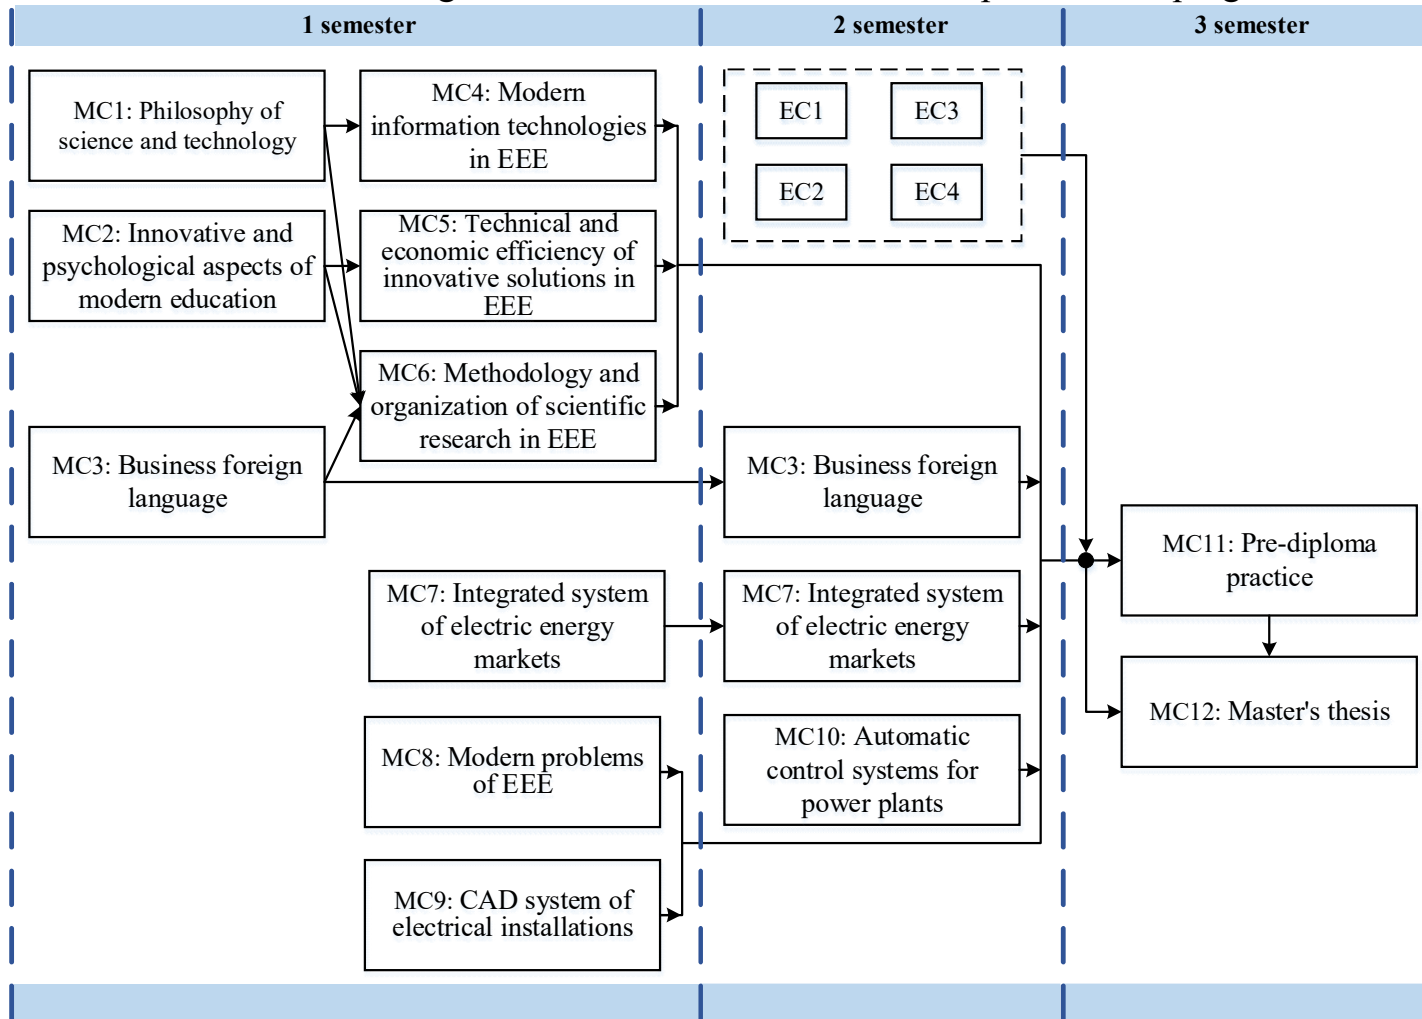 1 semester
2 semester
3 semester
MC1: Philosophy of
science and technology
MC4: Modern
information technologies
in EEE
EC1
EC3
EC2
EC4
MC2: Innovative and
psychological aspects of
modern education
MC5: Technical and
economic efficiency of
innovative solutions in
EEE
MC6: Methodology and
organization of scientific
research in EEE
MC3: Business foreign
language
MC3: Business foreign
language
MC11: Pre-diploma
practice
MC7: Integrated system
of electric energy
markets
MC7: Integrated system
of electric energy
markets
MC12: Master's thesis
MC8: Modern problems
of EEE
MC10: Automatic
control systems for
power plants
MC9: CAD system of
electrical installations